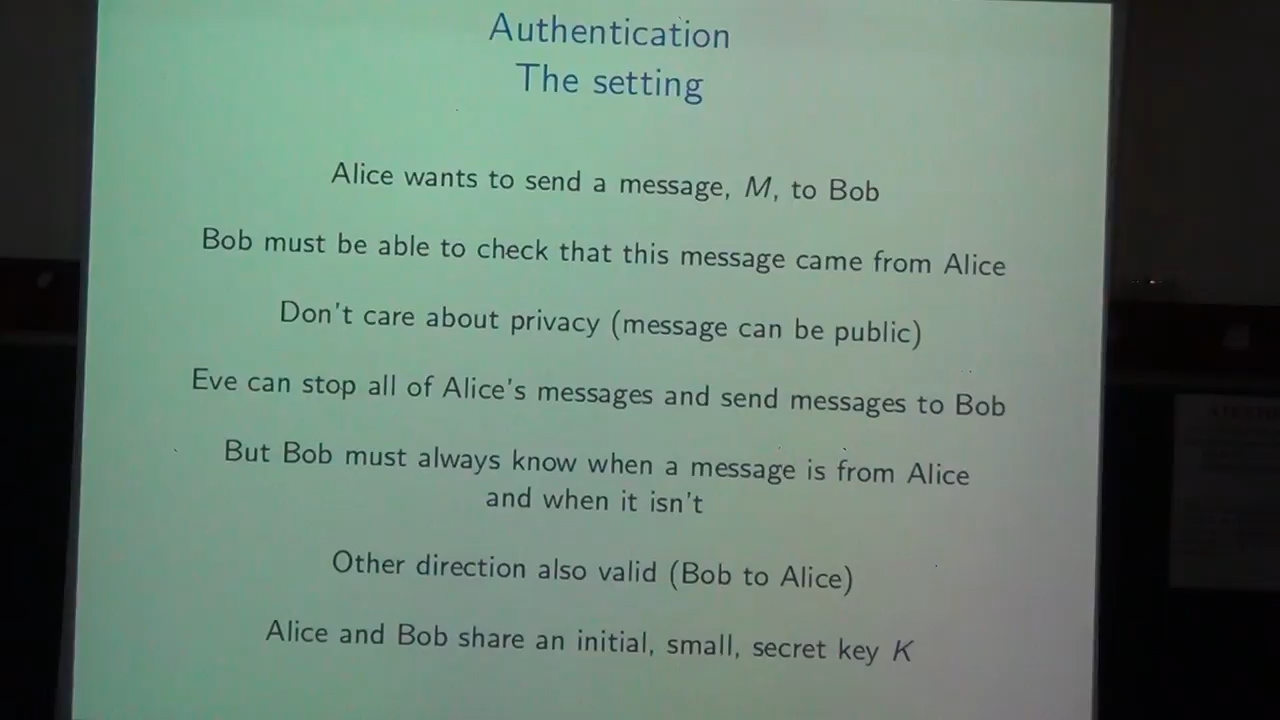 Authentication
The setting
Alice wants to send a message, M, to Bob
Bob must be able to check that this message came from Alice
Don't care about privacy (message can be public)
Eve can stop all of Alice's messages and send messages to Bob
But Bob must always know when a message is from Alice
and when it isn't
Other direction also valid (Bob to Alice)
Alice and Bob share an initial, small, secret key K